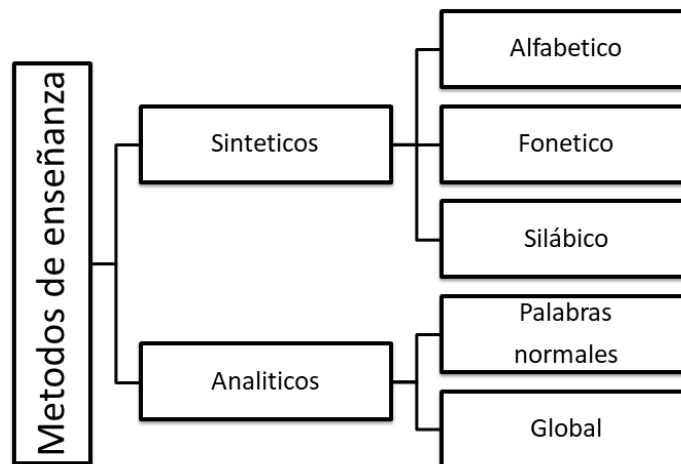 Metodos de enseñanza
Sinteticos
Alfabetico
Fonetico
Silábico
Analiticos
Palabras
normales
Global